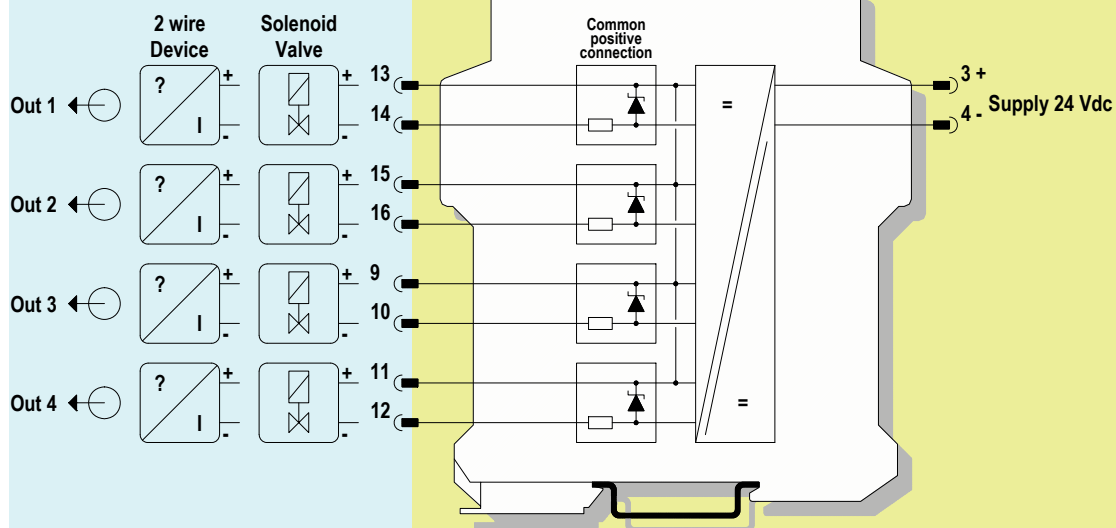 2 wire
Device
Solenoid
Valve
Common
positive
connection
Out 1
?
I
+
-
+
-
13
14
=
3 +
4 -
Supply 24 Vdc
Out 2
?
I
+
-
+
-
15
16
Out 3
?
I
+
-
+
-
9
10
Out 4
?
I
+
-
+
-
11
12
=